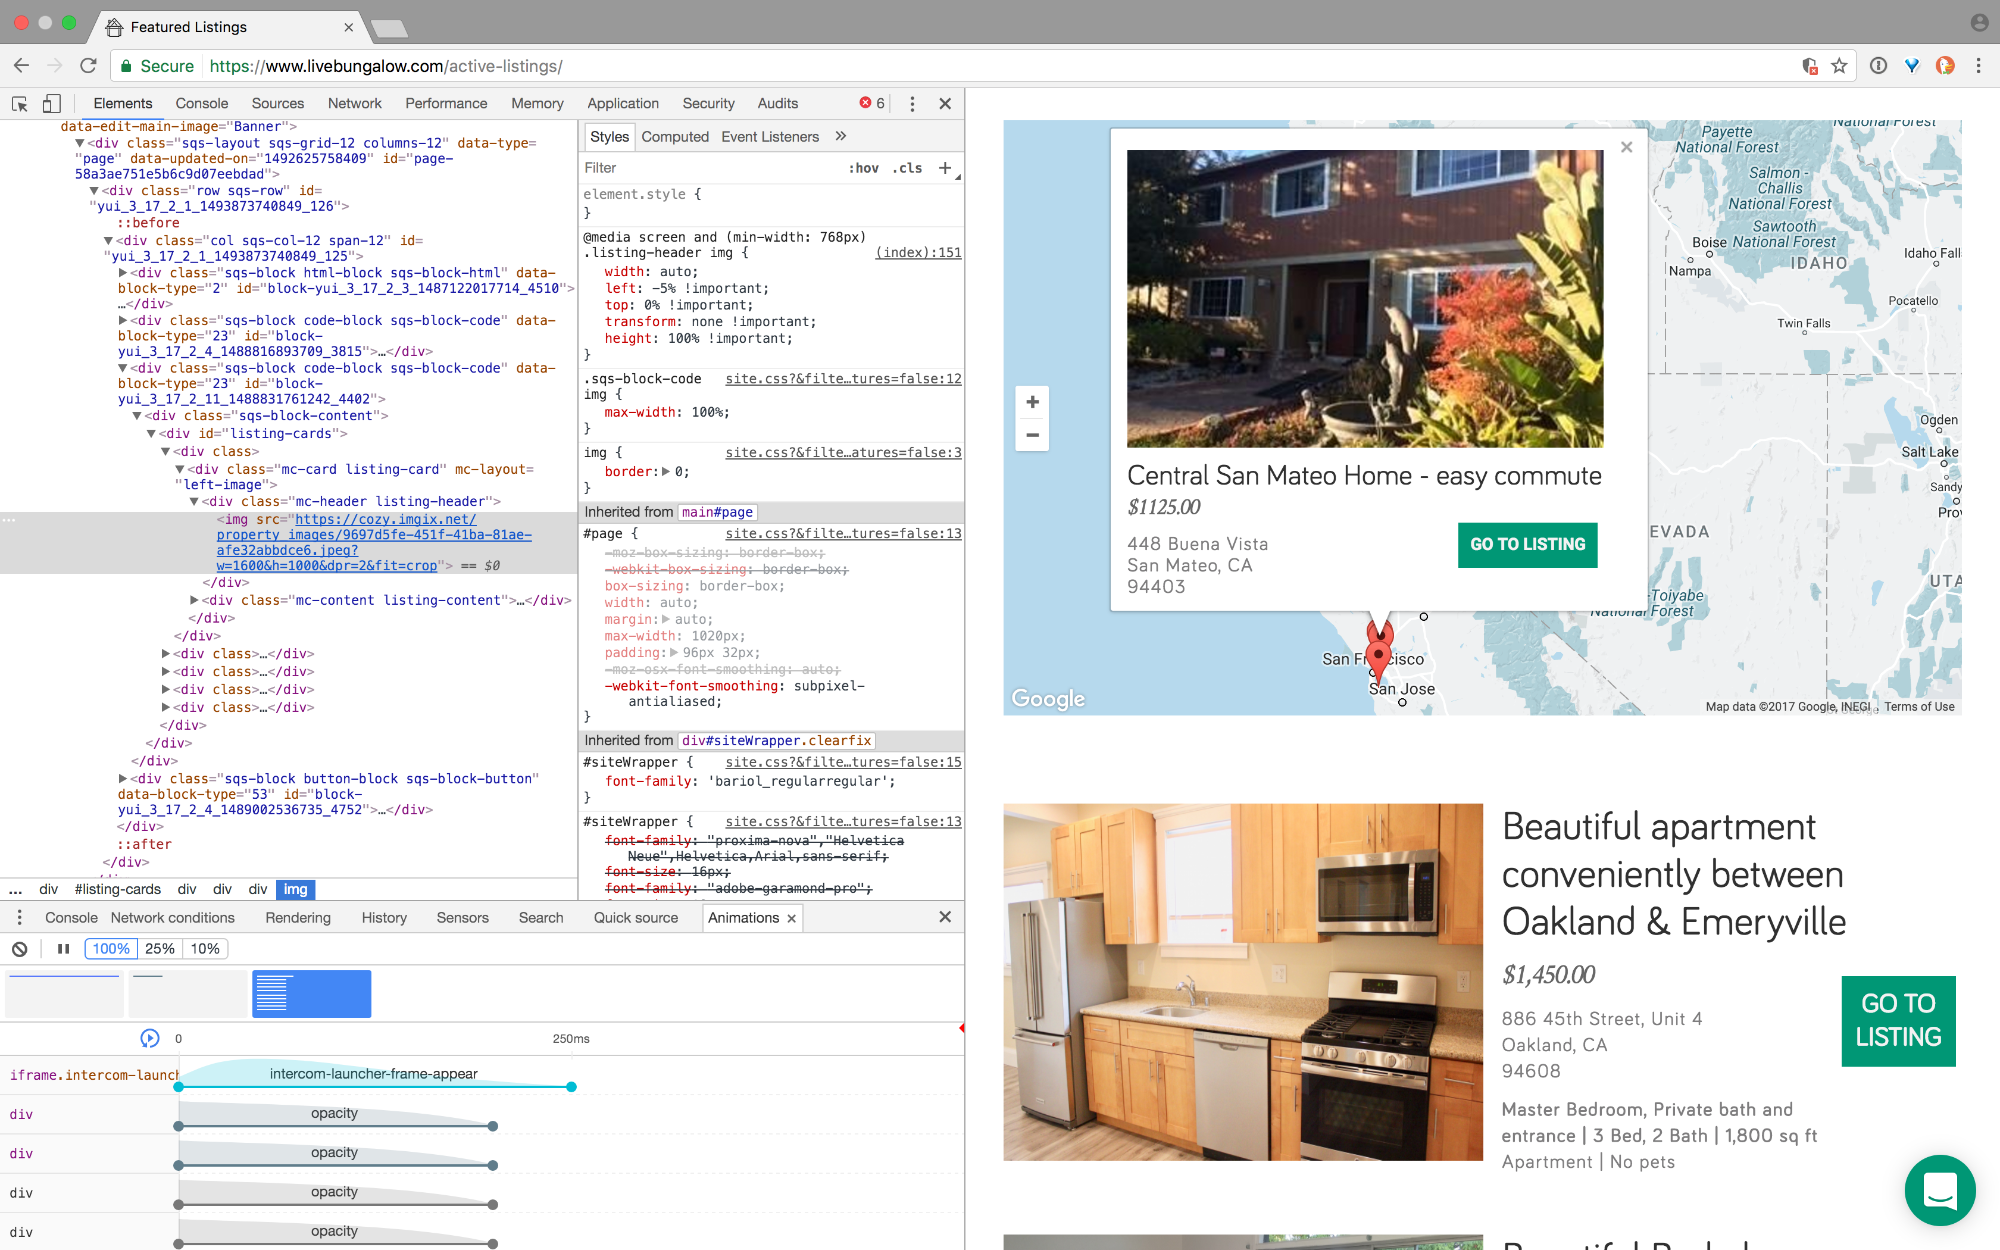 Featured Listings
Secure https://www.livebungalow.com/active-listings/
Elements Console Sources Network Performance Memory Application Security Audits 6
data-edit-main-image="Banner">
▼<div class="sqs-layout sqs-grid-12 columns-12" data-type=
"page" data-updated-on="1492625758409" id="page-
58a3ae751e5b6c9d07eebdad">
▼<div class="row sqs-row" id=
"yui_3_17_2_1_1493873740849_126">
::before
▼<div class="col sqs-col-12 span-12" id=
"yui_3_17_2_1_1493873740849_125">
▶<div class="sqs-block html-block sqs-block-html" data-
block-type="2" id="block-yui_3_17_2_3_1487122017714_4510">
…</div>
▶<div class="sqs-block code-block sqs-block-code" data-
block-type="23" id="block-
yui_3_17_2_4_1488816893709_3815">…</div>
▼<div class="sqs-block code-block sqs-block-code" data-
block-type="23" id="block-
yui_3_17_2_11_1488831761242_4402">
▼<div class="sqs-block-content">
▼<div id="listing-cards">
▼<div class>
▼<div class="mc-card listing-card" mc-layout=
"left-image">
▼<div class="mc-header listing-header">
<img src="https://cozy.imgix.net/
property_images/9697d5fe-451f-41ba-81ae-
afe32abbdce6.jpeg?
w=1600&h=1000&dpr=2&fit=crop"> == $0
</div>
▶<div class="mc-content listing-content">…</div>
</div>
</div>
▶<div class>…</div>
▶<div class>…</div>
▶<div class>…</div>
▶<div class>…</div>
</div>
</div>
</div>
▶<div class="sqs-block button-block sqs-block-button"
data-block-type="53" id="block-
yui_3_17_2_4_1489002536735_4752">…</div>
</div>
::after
</div>
... div #listing-cards div div div img
Styles Computed Event Listeners »
Filter :hov .cls +
element.style {
}
@media screen and (min-width: 768px)
.listing-header img { (index):151
width: auto;
left: -5% !important;
top: 0% !important;
transform: none !important;
height: 100% !important;
}
.sqs-block-code site.css?&filte…tures=false:12
img {
max-width: 100%;
}
img { site.css?&filte…atures=false:3
border:▶ 0;
}
Inherited from main#page
#page { site.css?&filte…tures=false:13
-moz-box-sizing: border-box;
-webkit-box-sizing: border-box;
box-sizing: border-box;
width: auto;
margin:▶ auto;
max-width: 1020px;
padding:▶ 96px 32px;
-moz-osx-font-smoothing: auto;
-webkit-font-smoothing: subpixel-
antialiased;
}
Inherited from div#siteWrapper.clearfix
#siteWrapper { site.css?&filte…tures=false:15
font-family: 'bariol_regularregular';
}
#siteWrapper { site.css?&filte…tures=false:13
font-family: "proxima-nova","Helvetica
Neue",Helvetica,Arial,sans-serif;
font-size: 16px;
font-family: "adobe-garamond-pro";
Console Network conditions Rendering History Sensors Search Quick source Animations
100% 25% 10%
0 250ms
iframe.intercom-launch intercom-launcher-frame-appear
div opacity
div opacity
div opacity
div opacity
National Forest
Payette
National Forest
Salmon -
Challis
National Forest
Sawtooth
National Forest
Boise
Nampa
IDAHO
Idaho Fall
Pocatello
Twin Falls
Ogden
Salt Lake
Sandy
Pro
EVADA
UTA
-Toiyabe
National Forest
Central San Mateo Home - easy commute
$1125.00
448 Buena Vista
San Mateo, CA
94403
GO TO LISTING
San Fr cisco
San Jose
Google
Map data ©2017 Google, INEGI Terms of Use
Beautiful apartment
conveniently between
Oakland & Emeryville
$1,450.00
886 45th Street, Unit 4
Oakland, CA
94608
GO TO
LISTING
Master Bedroom, Private bath and
entrance | 3 Bed, 2 Bath | 1,800 sq ft
Apartment | No pets